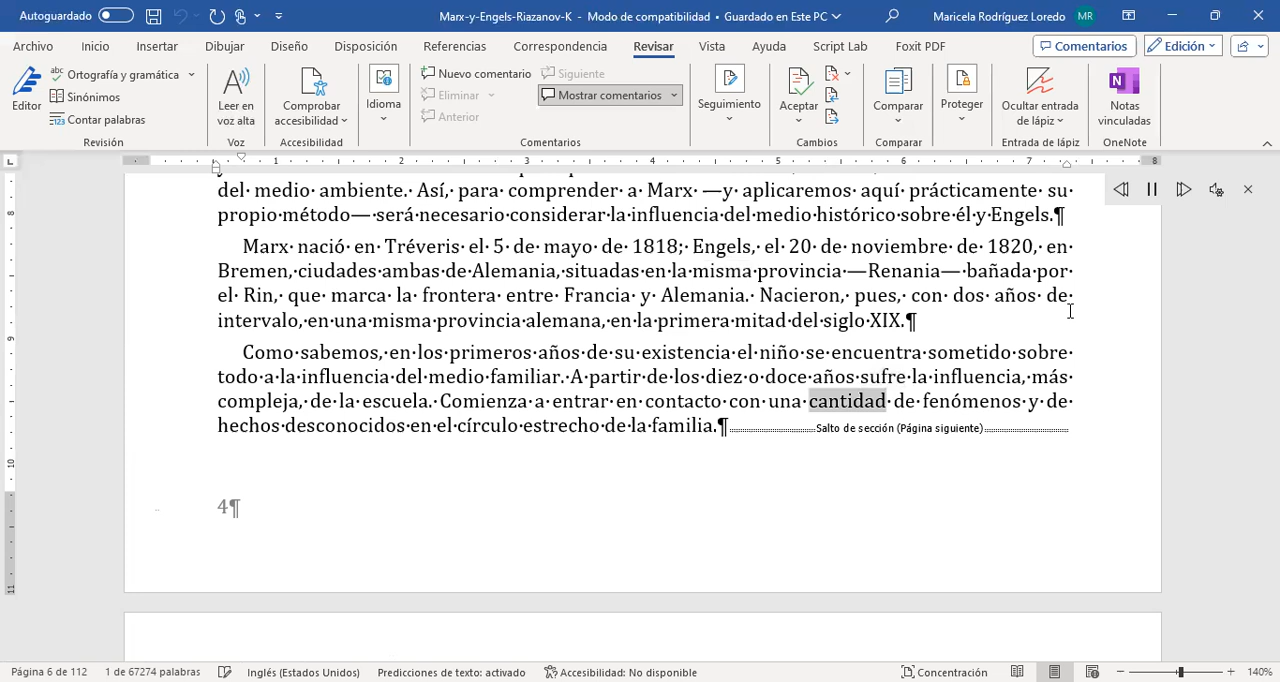 Autoguardado
Marx-y-Engels-Riazanov-K - Modo de compatibilidad • Guardado en Este PC
Maricela Rodríguez Loredo MR
Archivo Inicio Insertar Dibujar Diseño Disposición Referencias Correspondencia Revisar Vista Ayuda Script Lab Foxit PDF Comentarios Edición
Editor
Ortografía y gramática
Sinónimos
Contar palabras
Revisión
Leer en voz alta
Voz
Comprobar accesibilidad
Accesibilidad
Idioma
Nuevo comentario
Eliminar
Anterior
Siguiente
Mostrar comentarios
Comentarios
Seguimiento
Aceptar
Cambios
Comparar
Comparar
Proteger
Ocultar entrada de lápiz
Entrada de lápiz
Notas vinculadas
OneNote
1 2 3 4 5 6 7 8
del medio ambiente. Así, para comprender a Marx —y aplicaremos aquí prácticamente su
propio método— será necesario considerar la influencia del medio histórico sobre él y Engels.¶
Marx nació en Tréveris el 5 de mayo de 1818; Engels, el 20 de noviembre de 1820, en
Bremen, ciudades ambas de Alemania, situadas en la misma provincia —Renania— bañada por
el Rin, que marca la frontera entre Francia y Alemania. Nacieron, pues, con dos años de
intervalo, en una misma provincia alemana, en la primera mitad del siglo XIX.¶
Como sabemos, en los primeros años de su existencia el niño se encuentra sometido sobre
todo a la influencia del medio familiar. A partir de los diez o doce años sufre la influencia, más
compleja, de la escuela. Comienza a entrar en contacto con una cantidad de fenómenos y de
hechos desconocidos en el círculo estrecho de la familia.¶ Salto de sección (Página siguiente)
4¶
Página 6 de 112 1 de 67274 palabras Inglés (Estados Unidos) Predicciones de texto: activado Accesibilidad: No disponible Concentración 140%